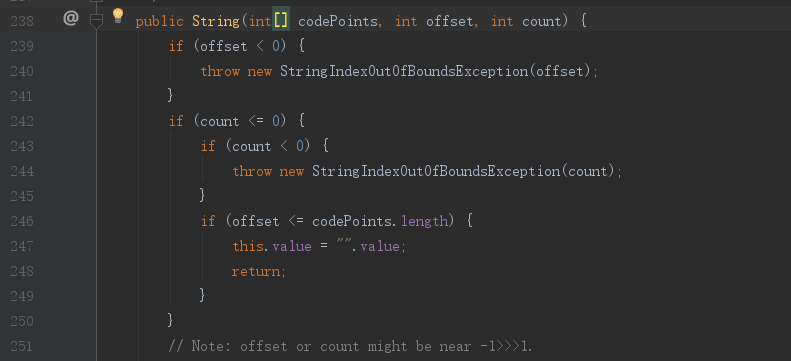 238 @ public String(int[] codePoints, int offset, int count) {
239 if (offset < 0) {
240 throw new StringIndexOutOfBoundsException(offset);
241 }
242 if (count <= 0) {
243 if (count < 0) {
244 throw new StringIndexOutOfBoundsException(count);
245 }
246 if (offset <= codePoints.length) {
247 this.value = "".value;
248 return;
249 }
250 }
251 // Note: offset or count might be near -1>>>1.